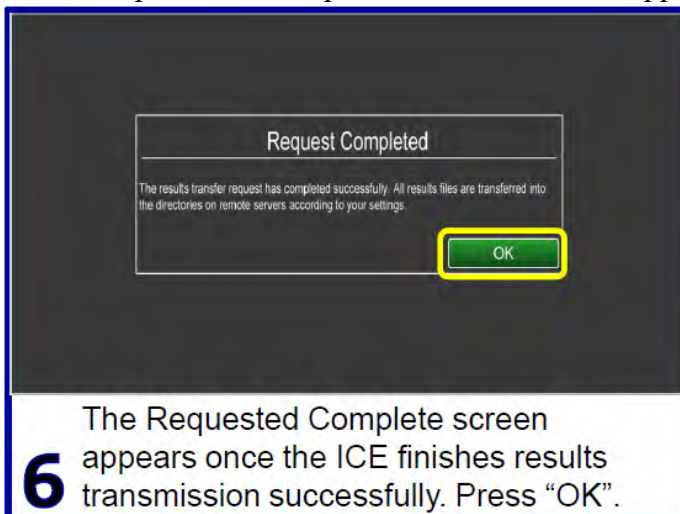 Request Completed
The results transfer request has completed successfully. All results files are transferred into
the directories on remote servers according to your settings.
OK
The Requested Complete screen
appears once the ICE finishes results
6 transmission successfully. Press “OK”.